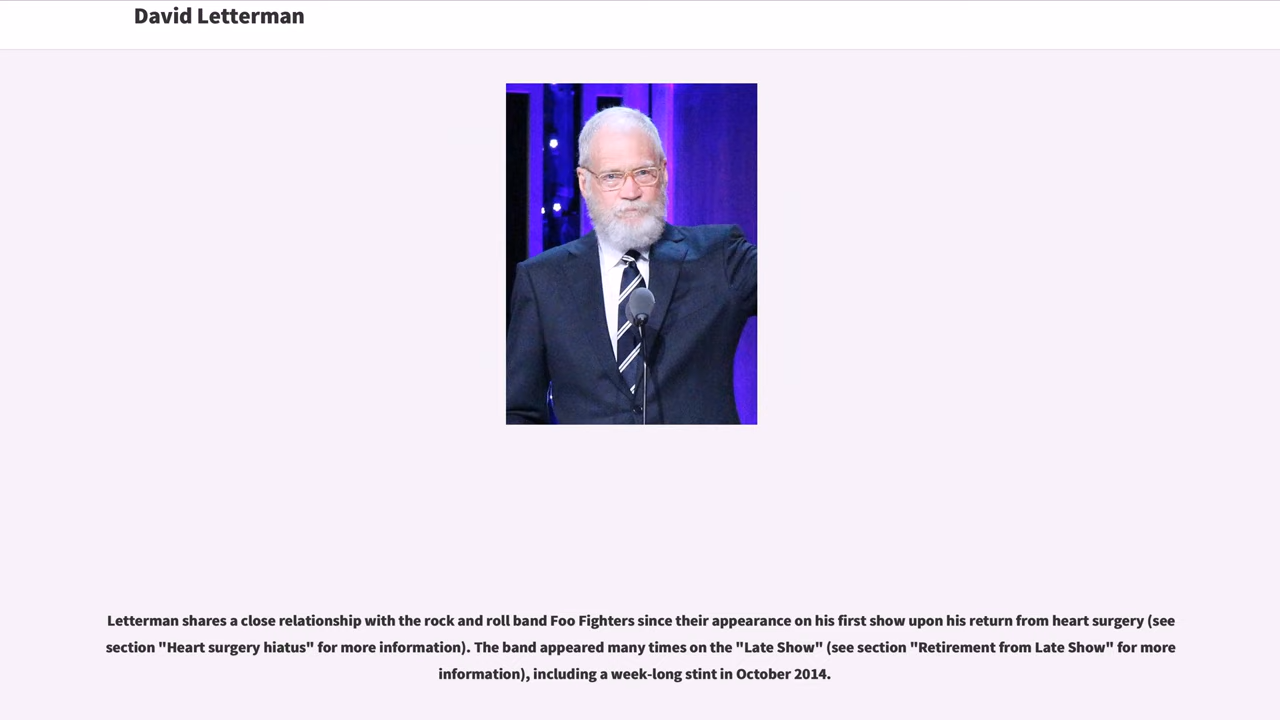 David Letterman
Letterman shares a close relationship with the rock and roll band Foo Fighters since their appearance on his first show upon his return from heart surgery (see
section "Heart surgery hiatus" for more information). The band appeared many times on the "Late Show" (see section "Retirement from Late Show" for more
information), including a week-long stint in October 2014.